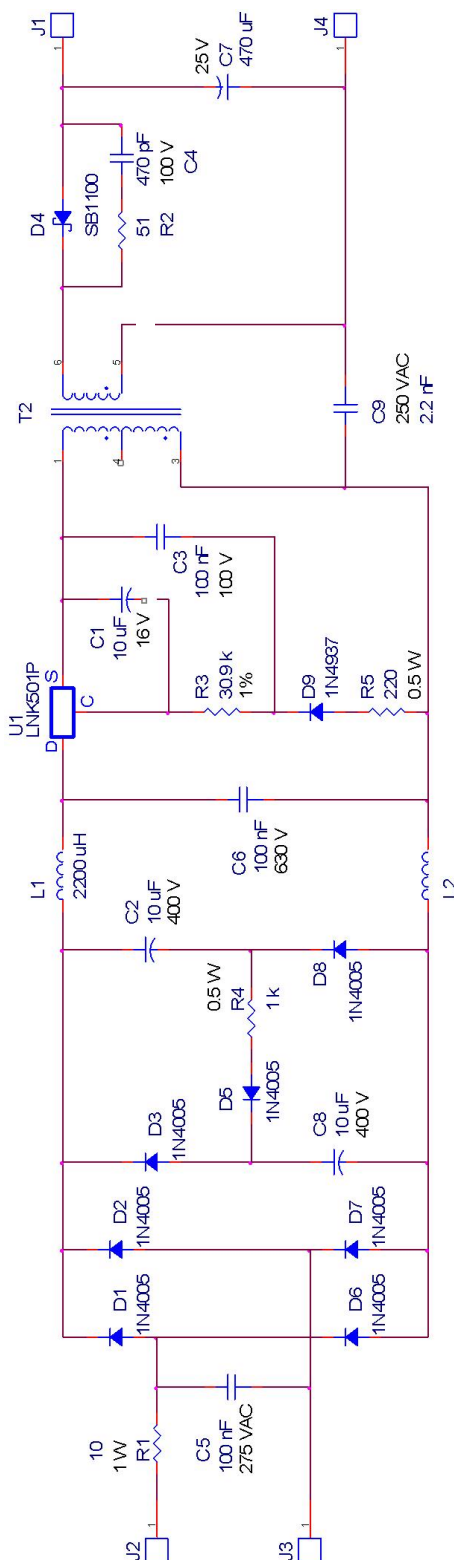 J2
1
10
1 W
R1
J3
1
C5
100 nF
275 VAC
D1
1N4005
D2
1N4005
D3
1N4005
D6
1N4005
D7
1N4005
D5
1N4005
C8
10 uF
400 V
0.5 W
R4
1 k
C2
10 uF
400 V
D8
1N4005
L1
2200 uH
L2
C6
100 nF
630 V
U1
LNK501P
D
S
C
C1
10 uF
16 V
R3
30.9 k
1%
D9
1N4937
R5
220
0.5 W
C3
100 nF
100 V
T2
1
4
3
6
5
C9
250 VAC
2.2 nF
D4
SB1100
51
R2
470 pF
100 V
C4
25 V
C7
470 uF
J1
1
J4
1